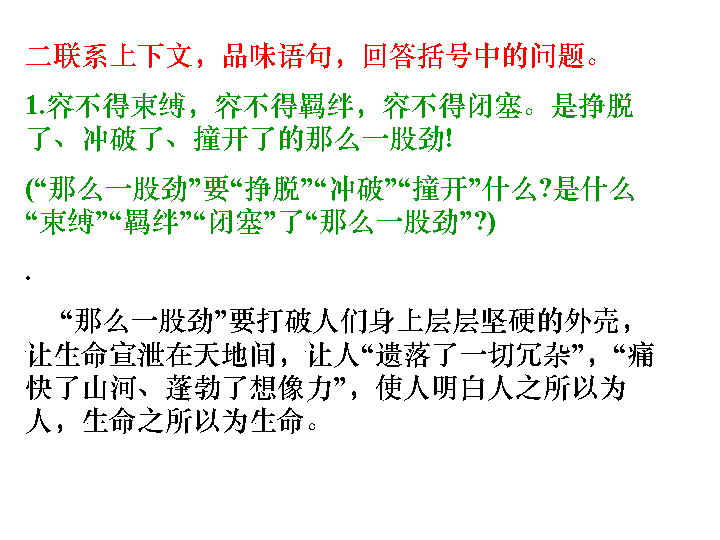 二联系上下文，品味语句，回答括号中的问题。
1.容不得束缚，容不得羁绊，容不得闭塞。是挣脱
了、冲破了、撞开了的那么一股劲!
(“那么一股劲”要“挣脱”“冲破”“撞开”什么?是什么
“束缚”“羁绊”“闭塞”了“那么一股劲”?)
.
“那么一股劲”要打破人们身上层层坚硬的外壳，
让生命宣泄在天地间，让人“遗落了一切冗杂”，“痛
快了山河、蓬勃了想像力”，使人明白人之所以为
人，生命之所以为生命。